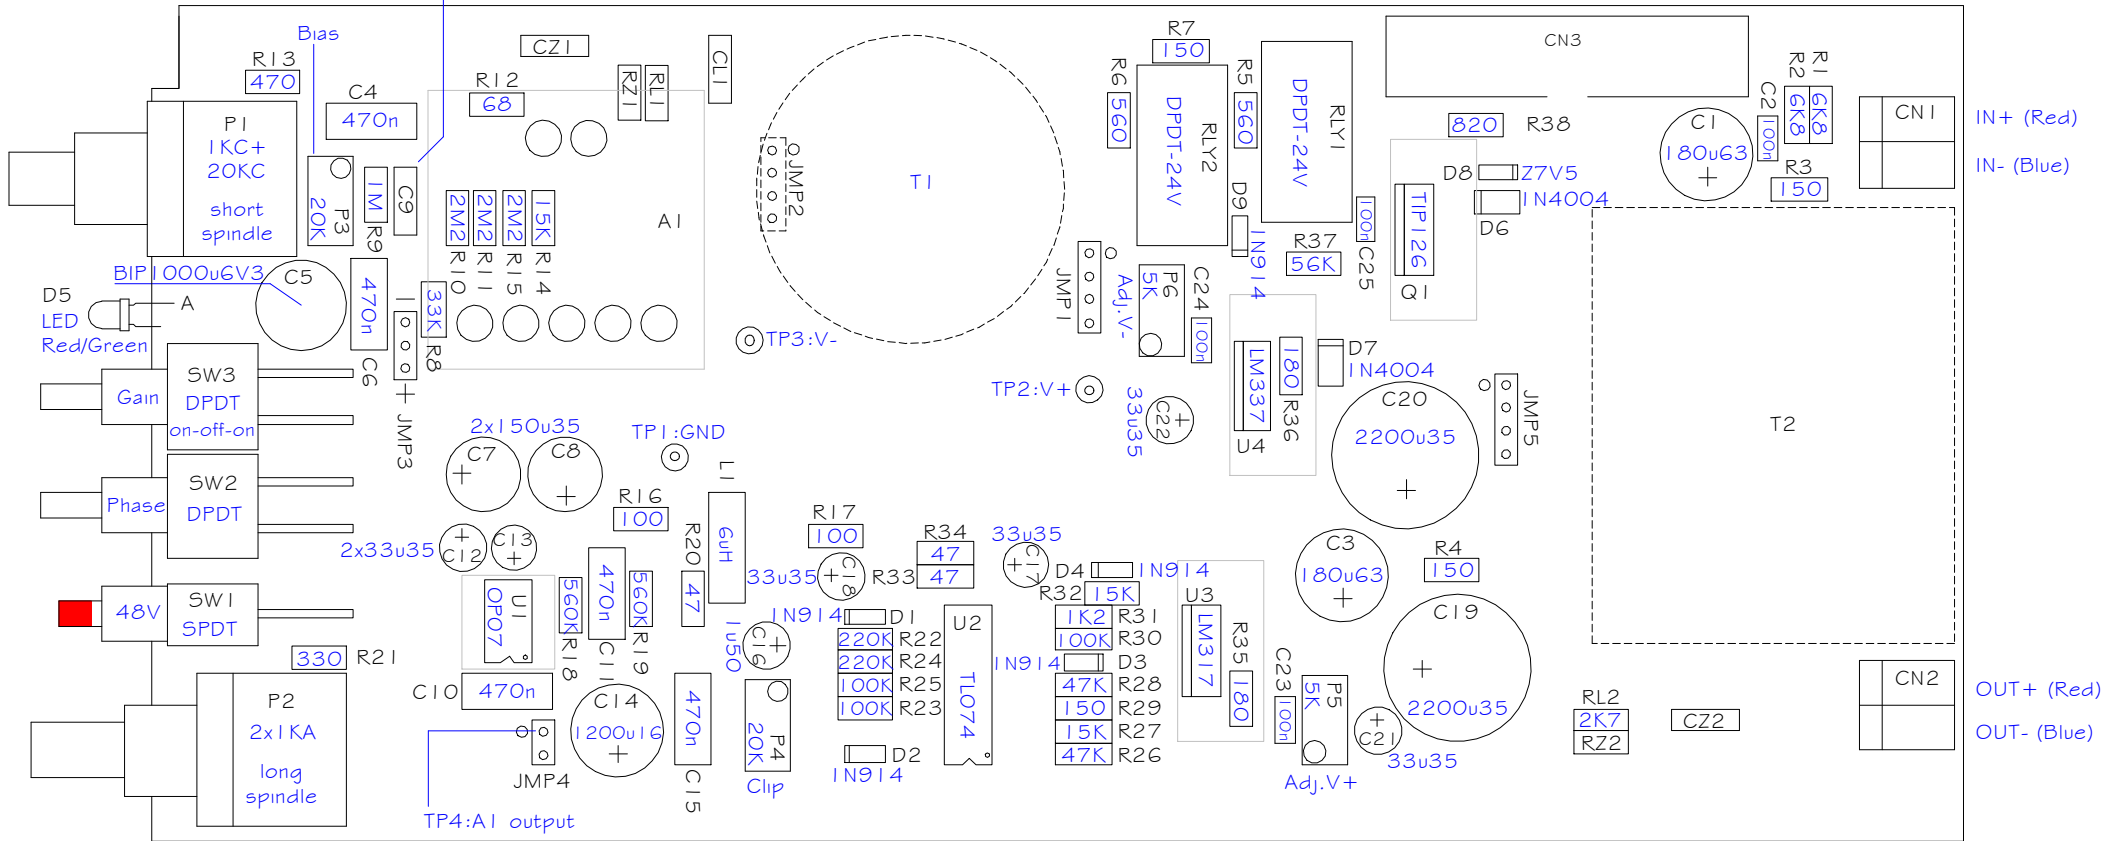 Bias
R13
470
C4
470n
P1
1KC+
20KC
short
spindle
P3
20K
R9
1M
C9
R12
68
CZ1
RZ1
RL1
CL1
A1
2M2
2M2
2M2
15K
R10
R11
R15
R14
T1
JMP2
R7
150
R6
560
DPDT-24V
RLY2
R5
560
DPDT-24V
RLY1
CN3
820
R38
D8
Z7V5
1N4004
D6
TIP126
Q1
C1
180u63
C2
100n
R2
R1
6K8
6K8
R3
150
CN1
IN+ (Red)
IN- (Blue)
D9
1N914
R37
56K
100n
C25
BIP1000u6V3
C5
D5
LED
Red/Green
A
470n
C6
1
JMP3
33K
R8
TP3:V-
JMP1
Adj.V-
P6
5K
C24
100n
TP2:V+
33u35
C22
LM337
U4
180
R36
D7
1N4004
C20
2200u35
JMP5
T2
SW3
DPDT
on-off-on
Gain
SW2
DPDT
Phase
SW1
SPDT
48V
2x150u35
C7
C8
TP1:GND
L1
6uH
R16
100
R20
47
2x33u35
C12
C13
U1
OP07
560K
R18
470n
C11
560K
R19
R17
100
33u35
C18
R34
47
R33
47
33u35
C17
D4
1N914
R32
15K
1K2
R31
100K
R30
1N914
D3
47K
R28
150
R29
15K
R27
47K
R26
1N914
D1
220K
R22
220K
R24
100K
R25
100K
R23
D2
1N914
U2
TL074
1u50
C16
P4
20K
Clip
U3
LM317
R35
180
C23
100n
P5
5K
Adj.V+
C21
33u35
C3
180u63
R4
150
C19
2200u35
330
R21
P2
2x1KA
long
spindle
C10
470n
C14
1200u16
470n
C15
JMP4
TP4:A1 output
RL2
2K7
RZ2
CZ2
CN2
OUT+ (Red)
OUT- (Blue)